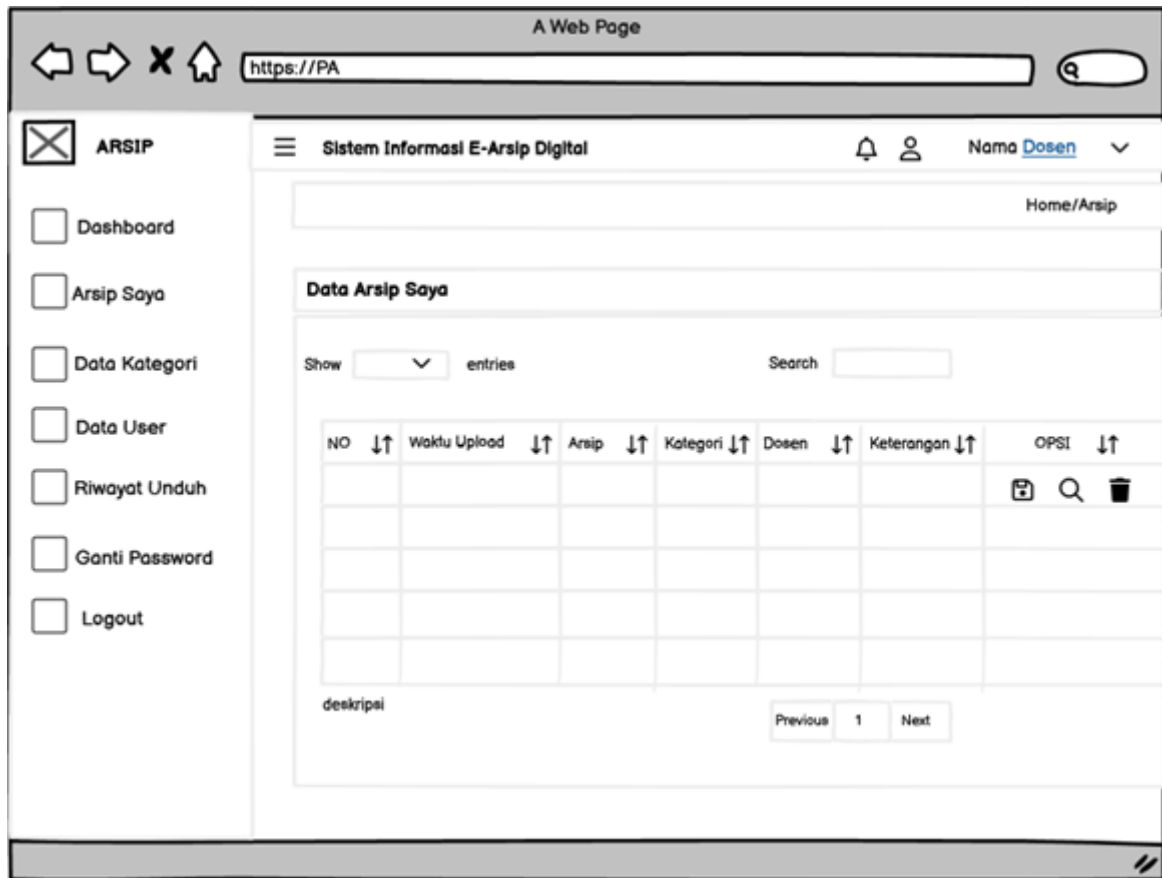 A Web Page
https://PA
ARSIP
Sistem Informasi E-Arsip Digital
Nama Dosen
Home/Arsip
Dashboard
Arsip Saya
Data Kategori
Data User
Riwayat Unduh
Ganti Password
Logout
Data Arsip Saya
Show entries
Search
NO Waktu Upload Arsip Kategori Dosen Keterangan OPSI
deskripsi
Previous 1 Next